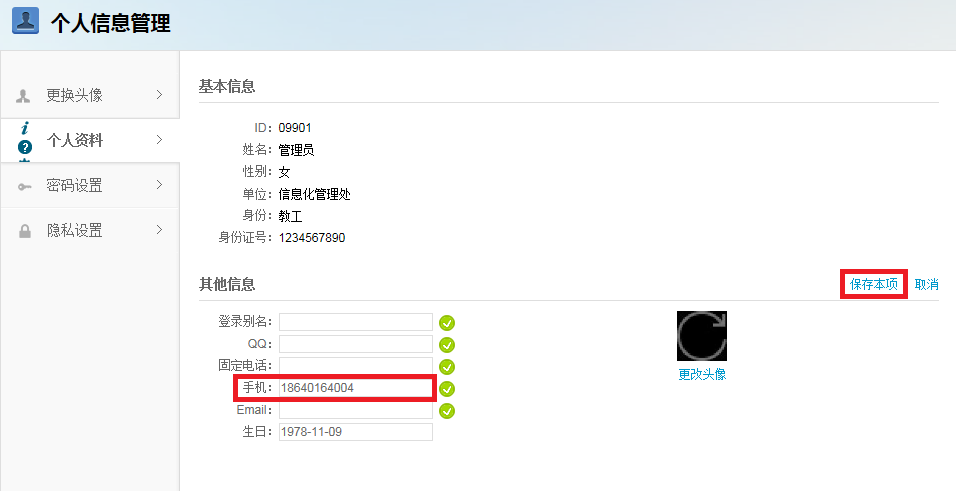 个人信息管理
更换头像
个人资料
密码设置
隐私设置
基本信息
ID: 09901
姓名: 管理员
性别: 女
单位: 信息化管理处
身份: 教工
身份证号: 1234567890
其他信息 保存本项 取消
登录别名:
QQ:
固定电话:
手机: 18640164004
Email:
生日: 1978-11-09
更改头像